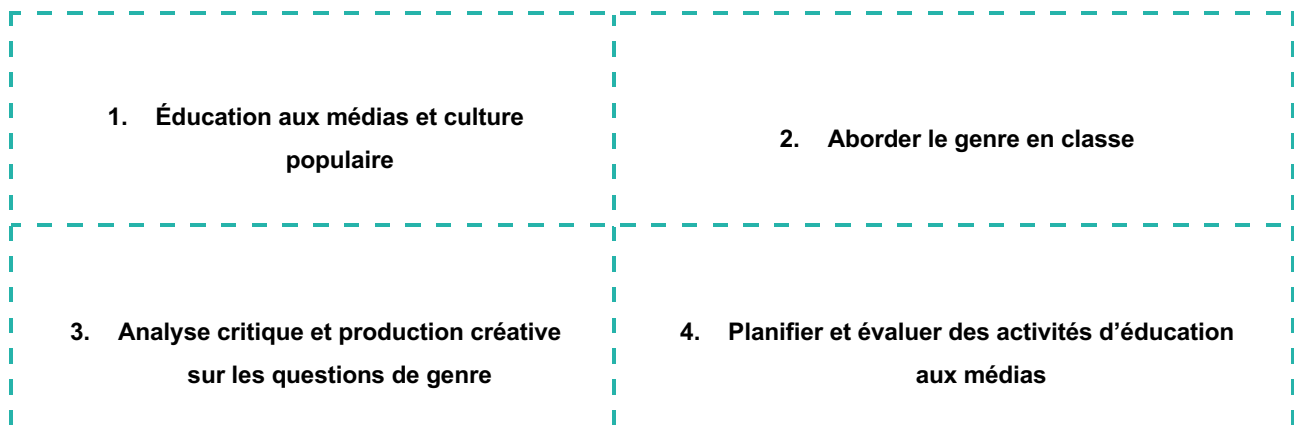 1. Éducation aux médias et culture
populaire
2. Aborder le genre en classe
3. Analyse critique et production créative
sur les questions de genre
4. Planifier et évaluer des activités d’éducation
aux médias